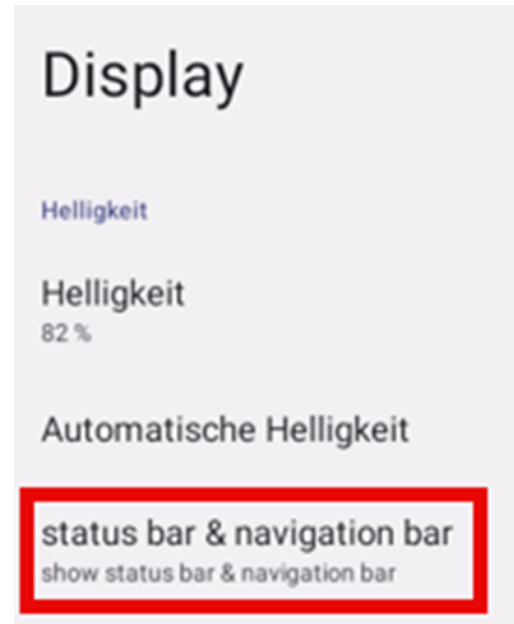 Display
Helligkeit
Helligkeit
82 %
Automatische Helligkeit
status bar & navigation bar
show status bar & navigation bar